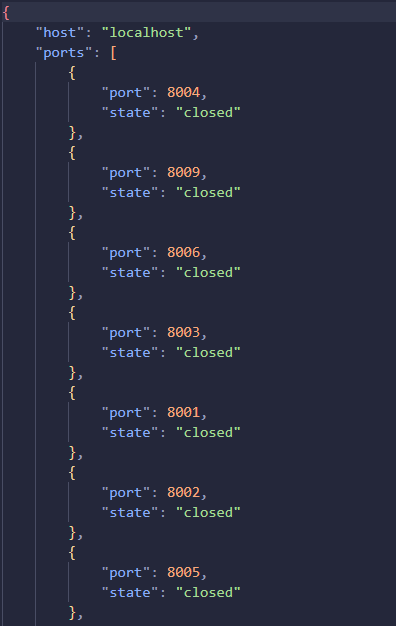 {
    "host": "localhost",
    "ports": [
        {
            "port": 8004,
            "state": "closed"
        },
        {
            "port": 8009,
            "state": "closed"
        },
        {
            "port": 8006,
            "state": "closed"
        },
        {
            "port": 8003,
            "state": "closed"
        },
        {
            "port": 8001,
            "state": "closed"
        },
        {
            "port": 8002,
            "state": "closed"
        },
        {
            "port": 8005,
            "state": "closed"
        },